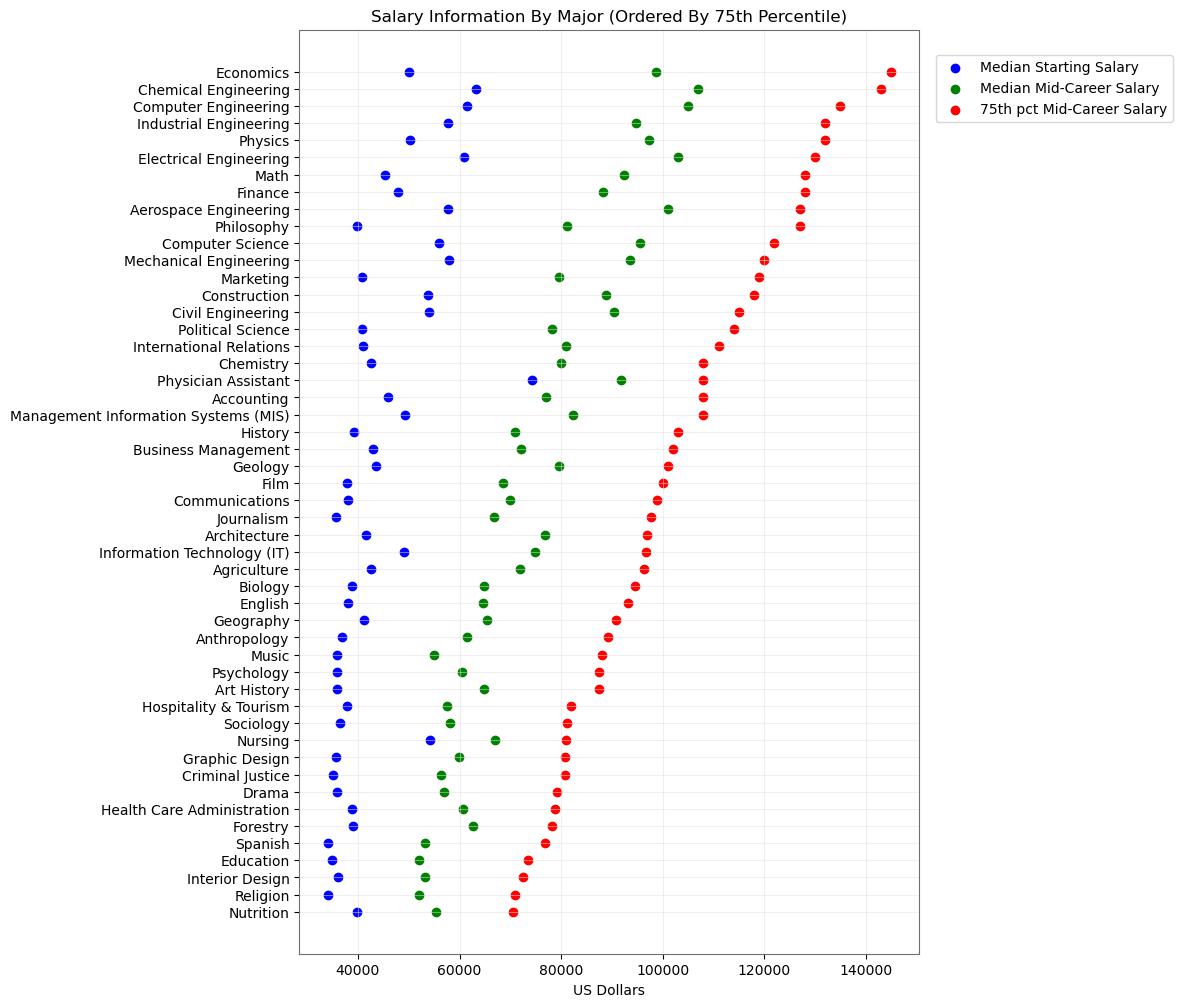 Salary Information By Major (Ordered By 75th Percentile)
Economics
Chemical Engineering
Computer Engineering
Industrial Engineering
Physics
Electrical Engineering
Math
Finance
Aerospace Engineering
Philosophy
Computer Science
Mechanical Engineering
Marketing
Construction
Civil Engineering
Political Science
International Relations
Chemistry
Physician Assistant
Accounting
Management Information Systems (MIS)
History
Business Management
Geology
Film
Communications
Journalism
Architecture
Information Technology (IT)
Agriculture
Biology
English
Geography
Anthropology
Music
Psychology
Art History
Hospitality & Tourism
Sociology
Nursing
Graphic Design
Criminal Justice
Drama
Health Care Administration
Forestry
Spanish
Education
Interior Design
Religion
Nutrition
40000 60000 80000 100000 120000 140000
US Dollars
Median Starting Salary
Median Mid-Career Salary
75th pct Mid-Career Salary